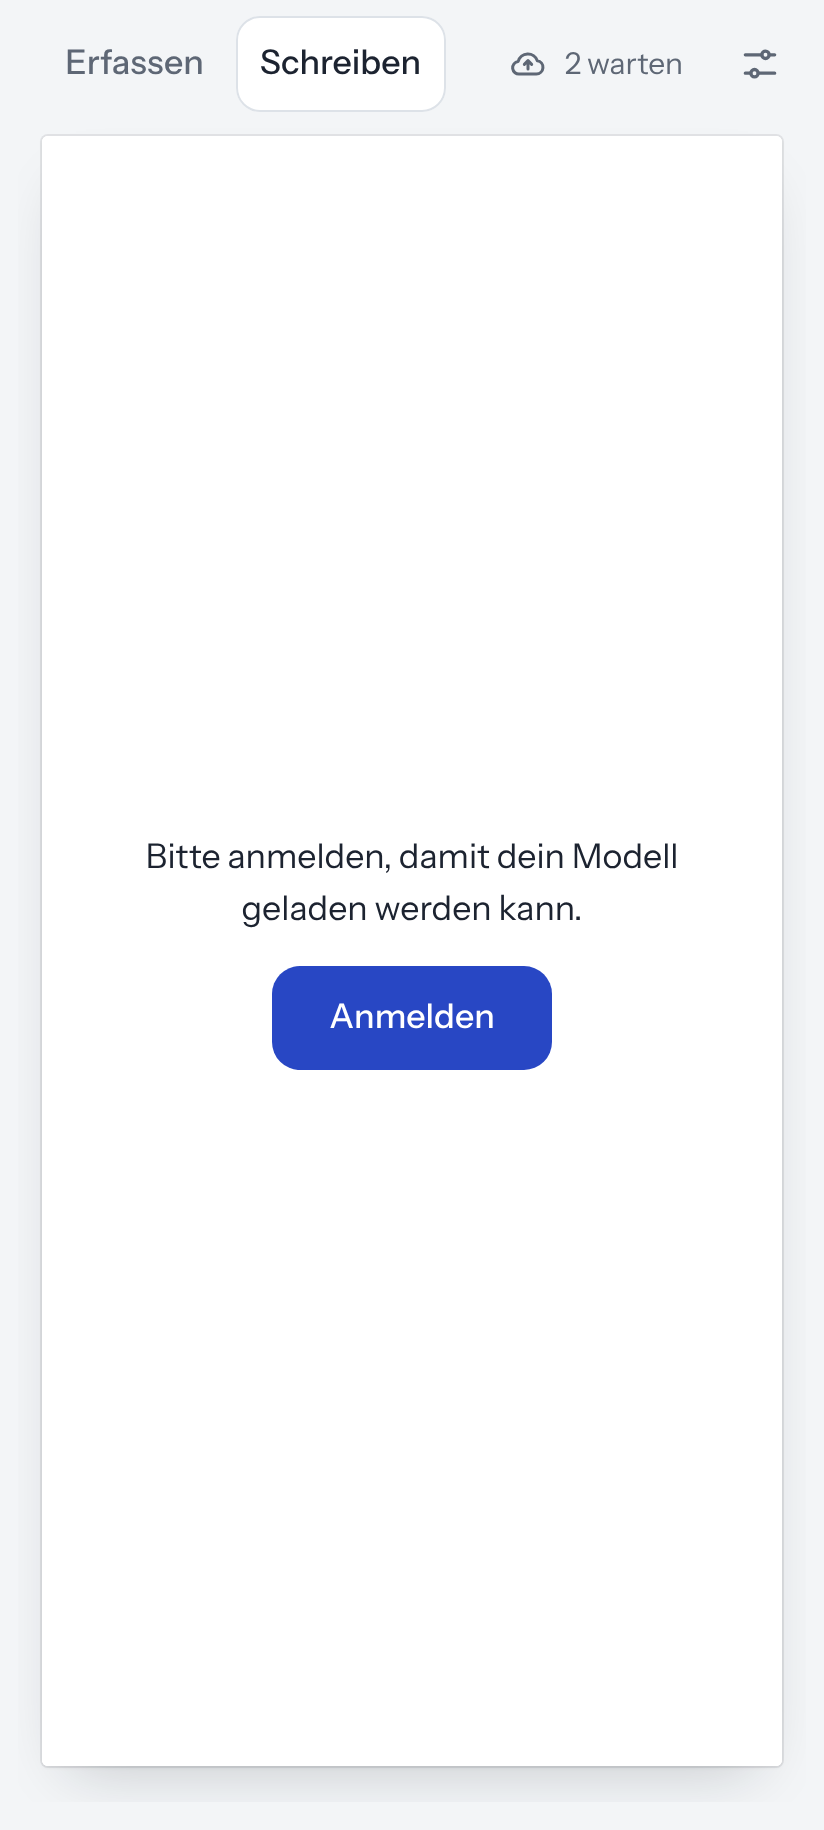 Erfassen Schreiben 2 warten
Bitte anmelden, damit dein Modell
geladen werden kann.
Anmelden